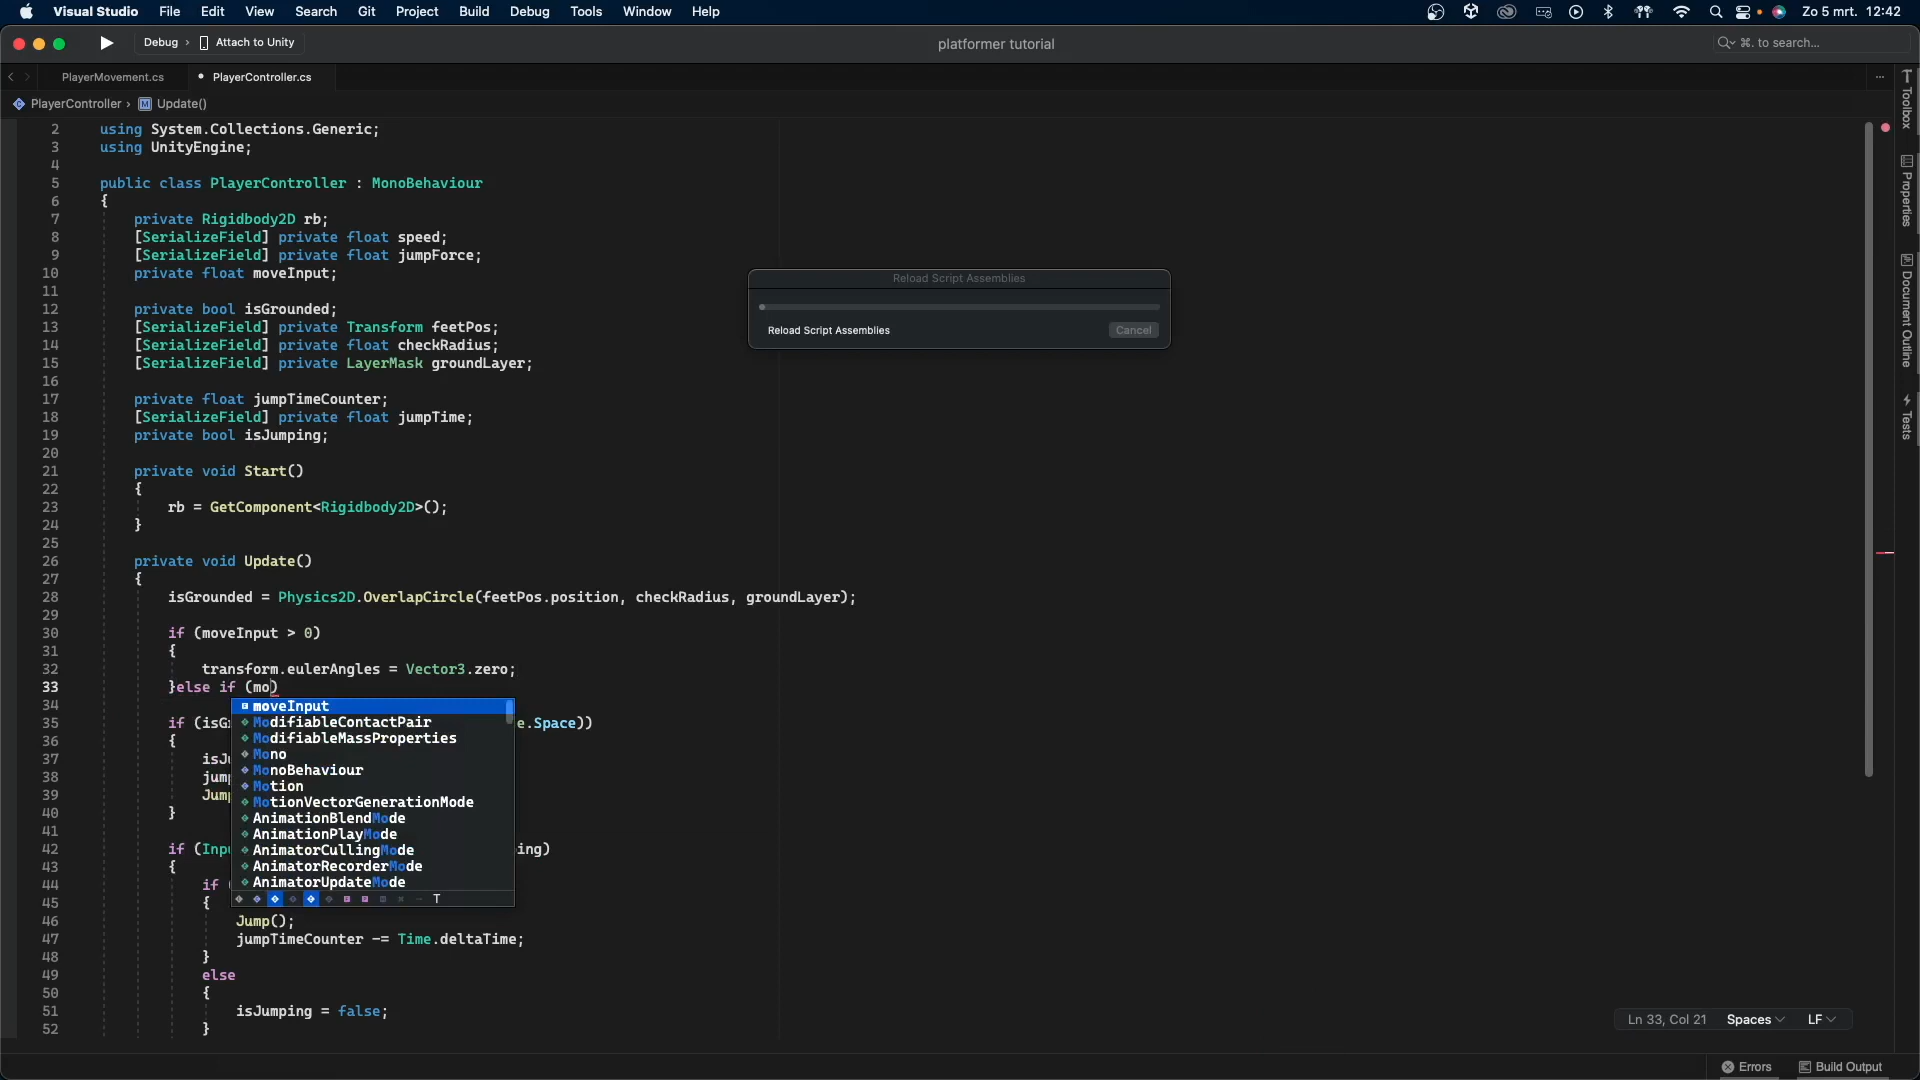 Visual Studio File Edit View Search Git Project Build Debug Tools Window Help Zo 5 mrt. 12:42
Debug › Attach to Unity platformer tutorial ⌘. to search...
PlayerMovement.cs • PlayerController.cs ...
PlayerController › M Update()
2 using System.Collections.Generic;
3 using UnityEngine;
4
5 public class PlayerController : MonoBehaviour
6 {
7 private Rigidbody2D rb;
8 [SerializeField] private float speed;
9 [SerializeField] private float jumpForce;
10 private float moveInput;
11
12 private bool isGrounded;
13 [SerializeField] private Transform feetPos;
14 [SerializeField] private float checkRadius;
15 [SerializeField] private LayerMask groundLayer;
16
17 private float jumpTimeCounter;
18 [SerializeField] private float jumpTime;
19 private bool isJumping;
20
21 private void Start()
22 {
23 rb = GetComponent<Rigidbody2D>();
24 }
25
26 private void Update()
27 {
28 isGrounded = Physics2D.OverlapCircle(feetPos.position, checkRadius, groundLayer);
29
30 if (moveInput > 0)
31 {
32 transform.eulerAngles = Vector3.zero;
33 }else if (mo)
34
35 if (isG e.Space))
36 {
37 isJu
38 jump
39 Jump
40 }
41
42 if (Inpu ing)
43 {
44 if
45 {
46 Jump();
47 jumpTimeCounter -= Time.deltaTime;
48 }
49 else
50 {
51 isJumping = false;
52 }
moveInput
ModifiableContactPair
ModifiableMassProperties
Mono
MonoBehaviour
Motion
MotionVectorGenerationMode
AnimationBlendMode
AnimationPlayMode
AnimatorCullingMode
AnimatorRecorderMode
AnimatorUpdateMode
T
Reload Script Assemblies
Reload Script Assemblies Cancel
Toolbox
Properties
Document Outline
Tests
Ln 33, Col 21 Spaces LF
Errors Build Output